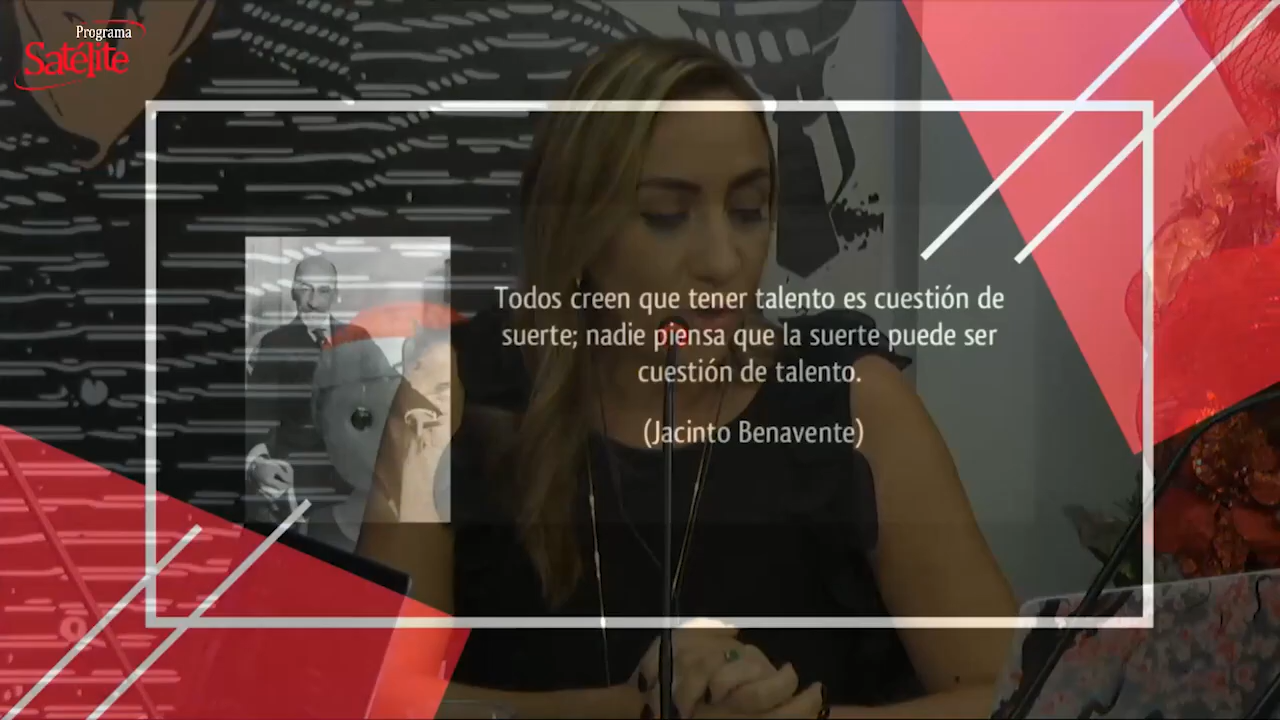 Programa
Satélite
Todos creen que tener talento es cuestión de
suerte; nadie piensa que la suerte puede ser
cuestión de talento.
(Jacinto Benavente)